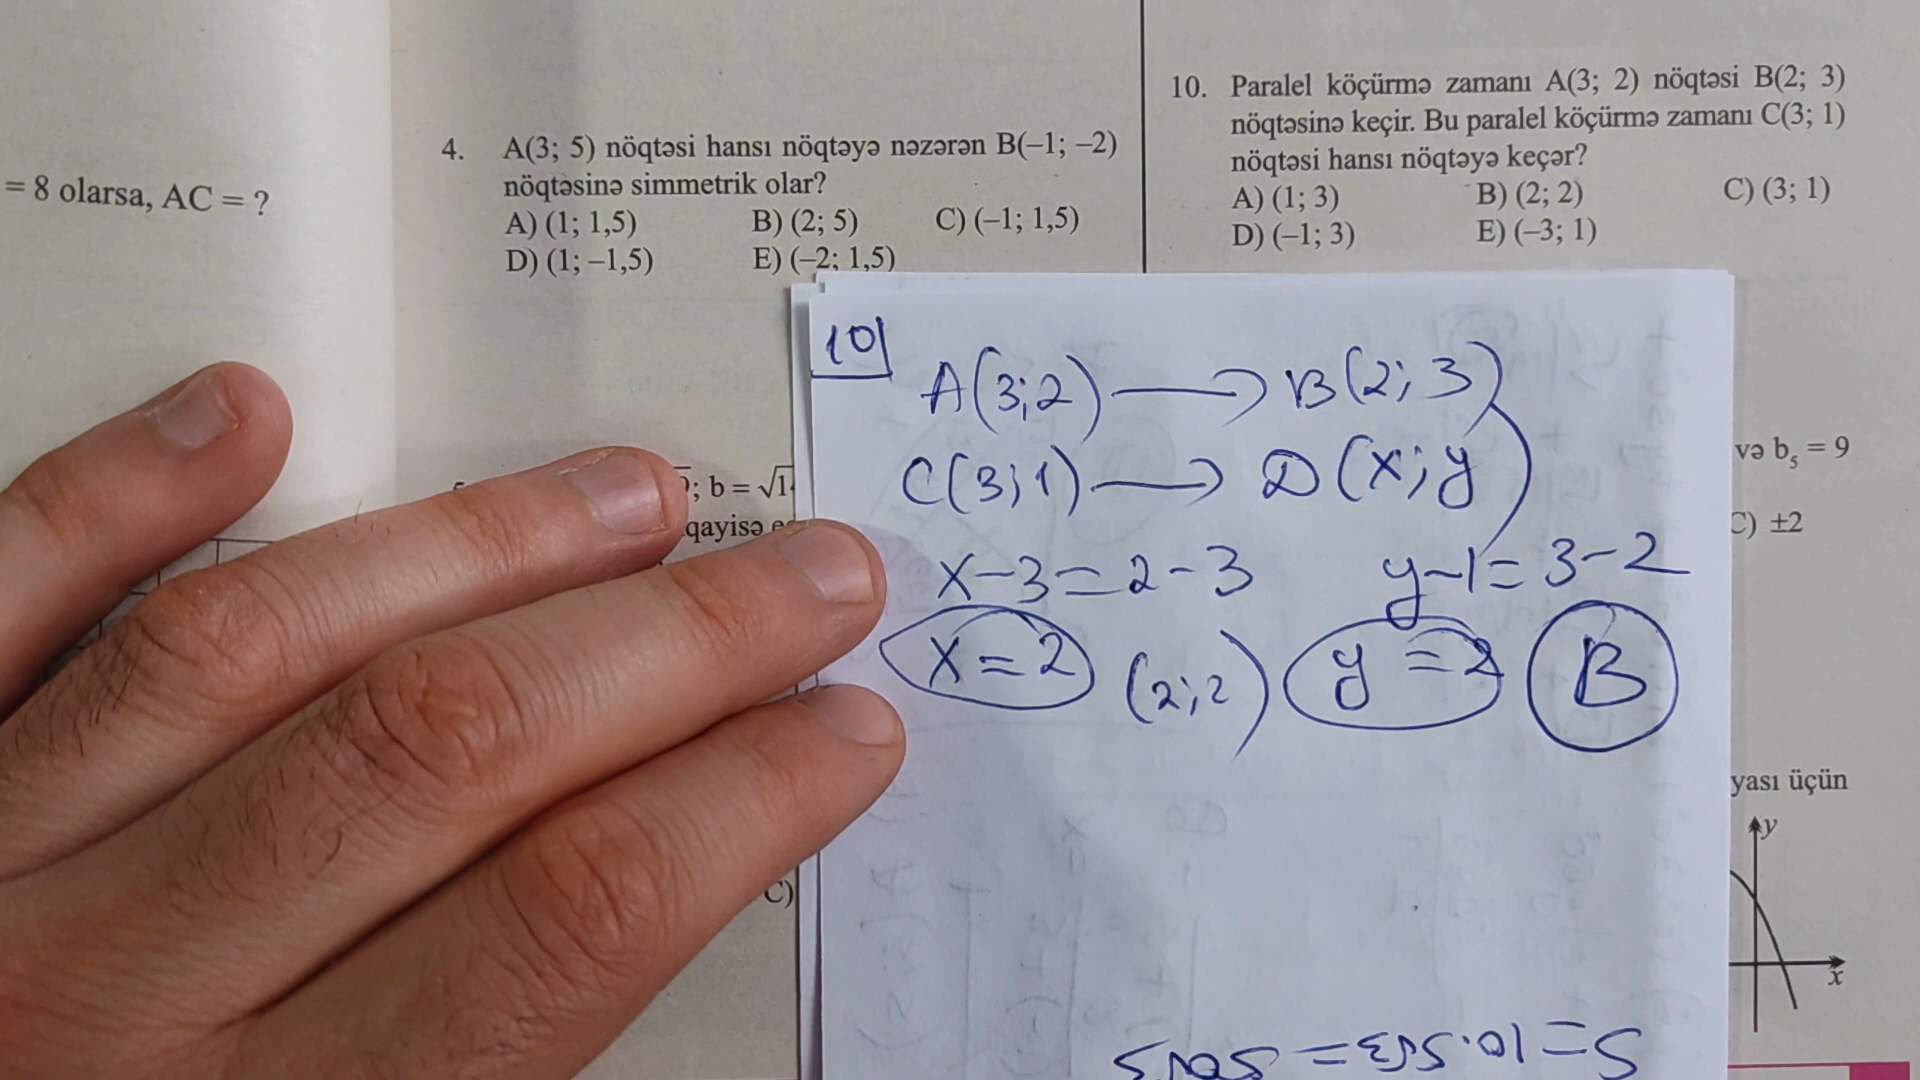 = 8 olarsa, AC = ?
4. A(3; 5) nöqtəsi hansı nöqtəyə nəzərən B(–1; –2)
nöqtəsinə simmetrik olar?
A) (1; 1,5) B) (2; 5) C) (–1; 1,5)
D) (1; –1,5) E) (–2; 1,5)
; b = √1
qayisə
C)
10. Paralel köçürmə zamanı A(3; 2) nöqtəsi B(2; 3)
nöqtəsinə keçir. Bu paralel köçürmə zamanı C(3; 1)
nöqtəsi hansı nöqtəyə keçər?
A) (1; 3) B) (2; 2) C) (3; 1)
D) (–1; 3) E) (–3; 1)
və b₅ = 9
C) ±2
yası üçün
y
x
10
A(3;2) → B(2;3)
C(3;1) → D(x;y)
x-3=2-3 y-1=3-2
x=2 (2;2) y=2 B